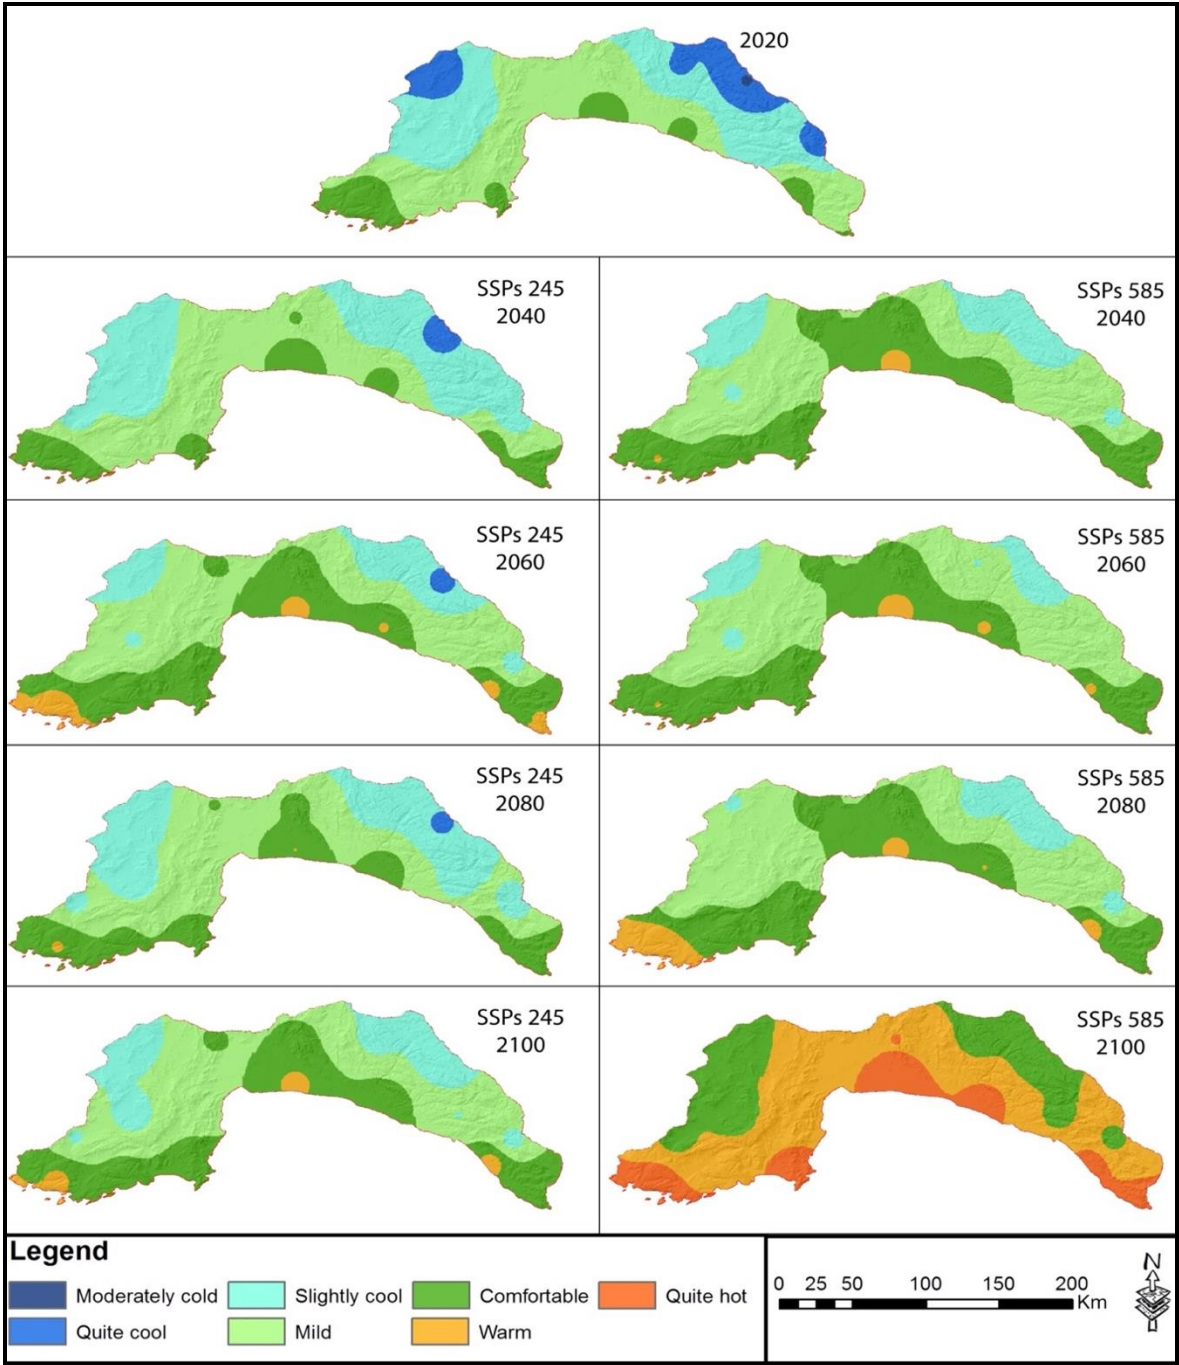 2020
SSPs 245
2040
SSPs 585
2040
SSPs 245
2060
SSPs 585
2060
SSPs 245
2080
SSPs 585
2080
SSPs 245
2100
SSPs 585
2100
Legend
Moderately cold
Slightly cool
Comfortable
Quite hot
Quite cool
Mild
Warm
0 25 50 100 150 200
Km
N